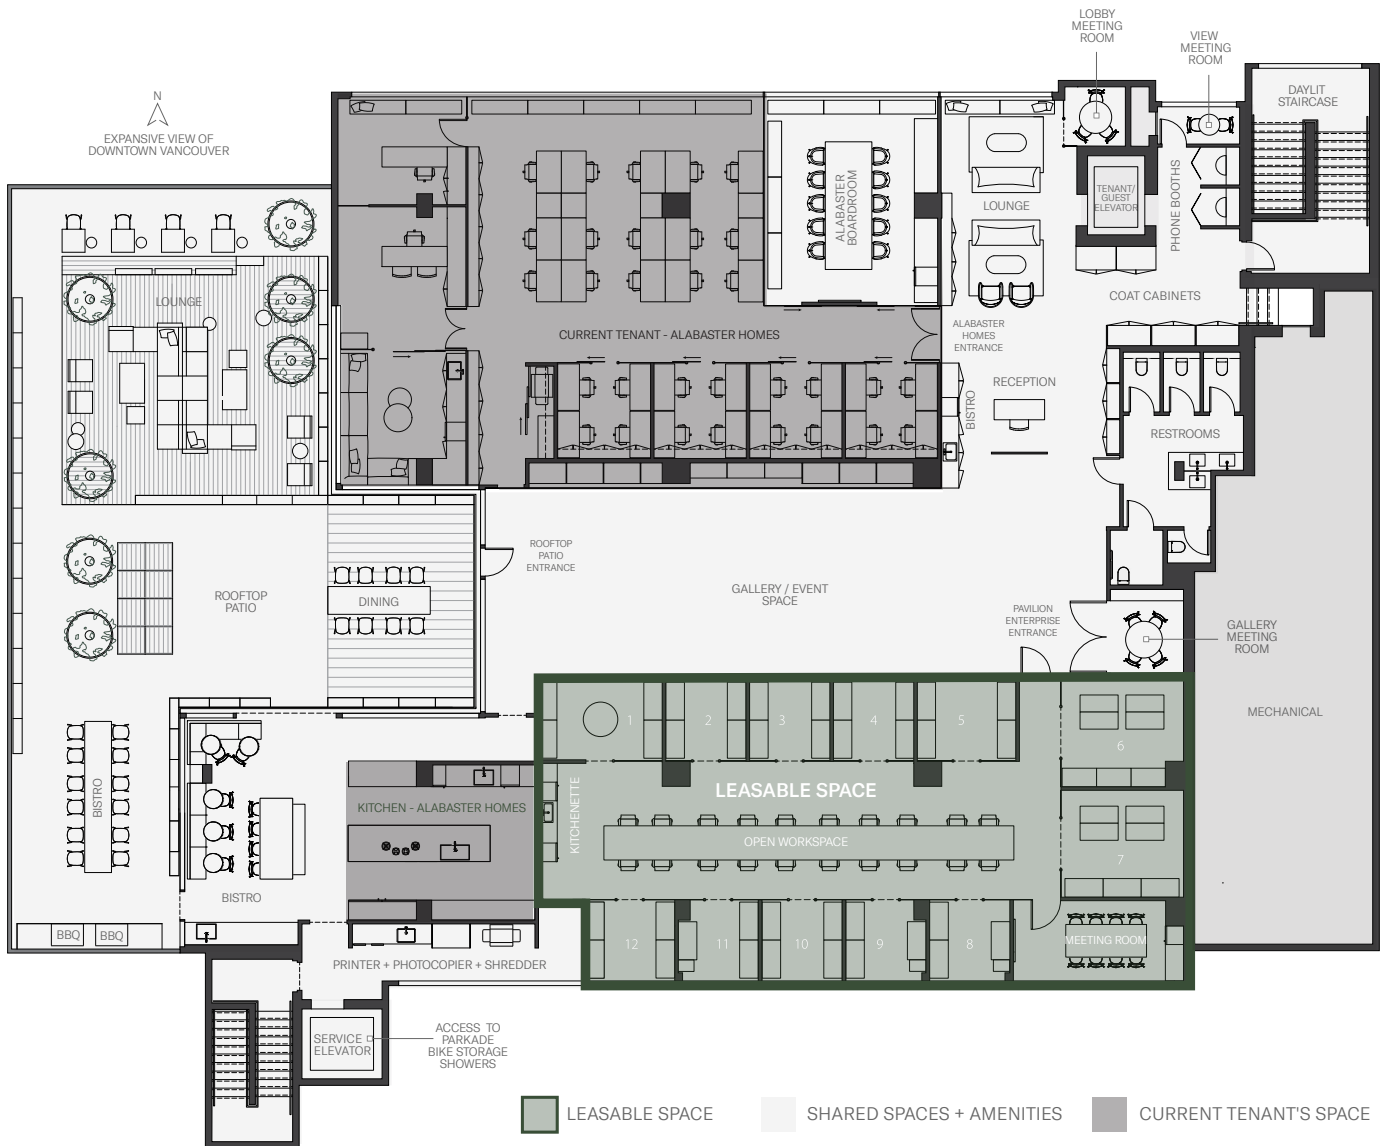 LOBBY
MEETING
ROOM
VIEW
MEETING
ROOM
DAYLIT
STAIRCASE
N
EXPANSIVE VIEW OF
DOWNTOWN VANCOUVER
ALABASTER
BOARDROOM
LOUNGE
TENANT/
GUEST
ELEVATOR
PHONE BOOTHS
LOUNGE
COAT CABINETS
CURRENT TENANT - ALABASTER HOMES
ALABASTER
HOMES
ENTRANCE
RECEPTION
BISTRO
RESTROOMS
ROOFTOP
PATIO
ENTRANCE
ROOFTOP
PATIO
DINING
GALLERY / EVENT
SPACE
PAVILION
ENTERPRISE
ENTRANCE
GALLERY
MEETING
ROOM
MECHANICAL
1
2
3
4
5
6
BISTRO
KITCHEN - ALABASTER HOMES
KITCHENETTE
LEASABLE SPACE
OPEN WORKSPACE
7
BISTRO
BBQ
BBQ
12
11
10
9
8
MEETING ROOM
PRINTER + PHOTOCOPIER + SHREDDER
SERVICE
ELEVATOR
ACCESS TO
PARKADE
BIKE STORAGE
SHOWERS
LEASABLE SPACE
SHARED SPACES + AMENITIES
CURRENT TENANT'S SPACE